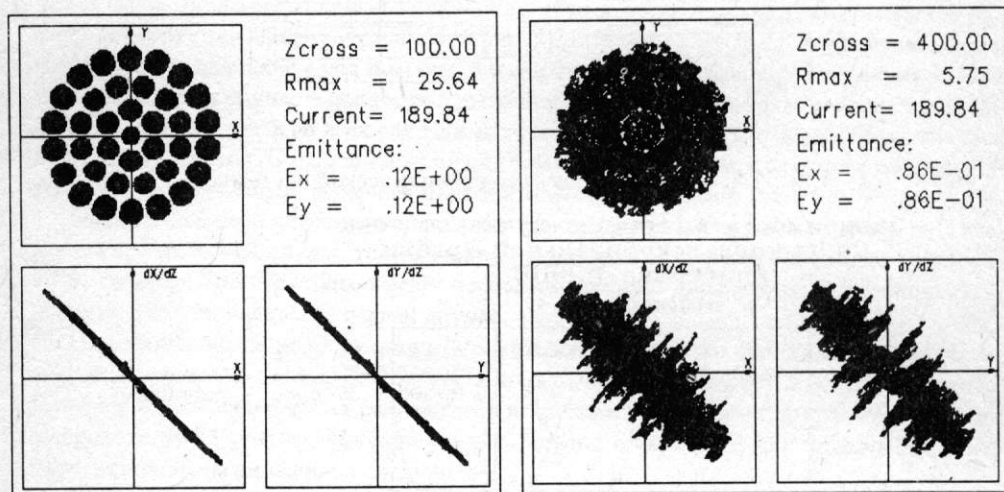 Y
X
Zcross = 100.00
Rmax = 25.64
Current= 189.84
Emittance:
Ex = .12E+00
Ey = .12E+00
dX/dZ
X
dY/dZ
Y
Y
X
Zcross = 400.00
Rmax = 5.75
Current= 189.84
Emittance:
Ex = .86E-01
Ey = .86E-01
dX/dZ
X
dY/dZ
Y